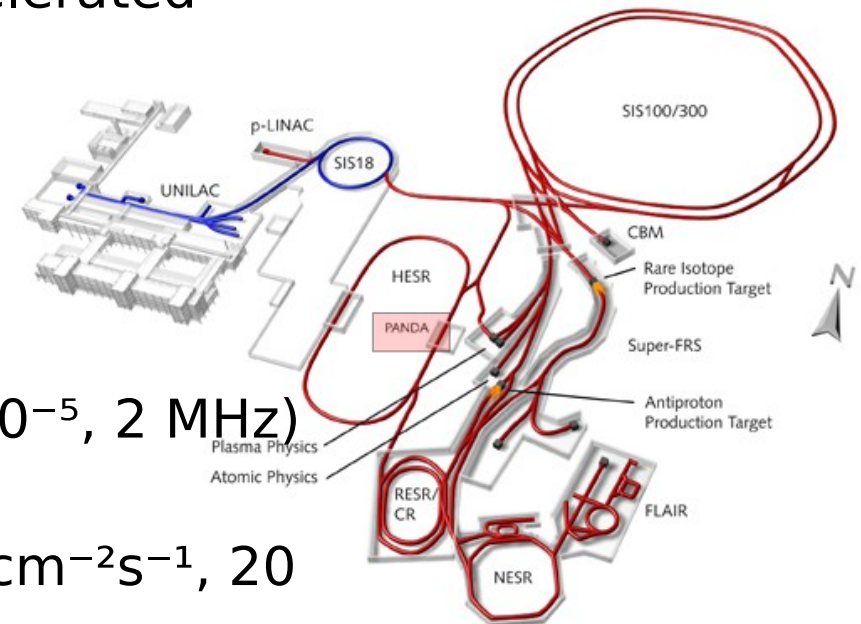 elerated
p-LINAC
SIS100/300
SIS18
UNILAC
CBM
Rare Isotope
Production Target
HESR
N
PANDA
Super-FRS
0⁻⁵, 2 MHz)
Antiproton
Production Target
Plasma Physics
Atomic Physics
RESR/
CR
FLAIR
cm⁻²s⁻¹, 20
NESR